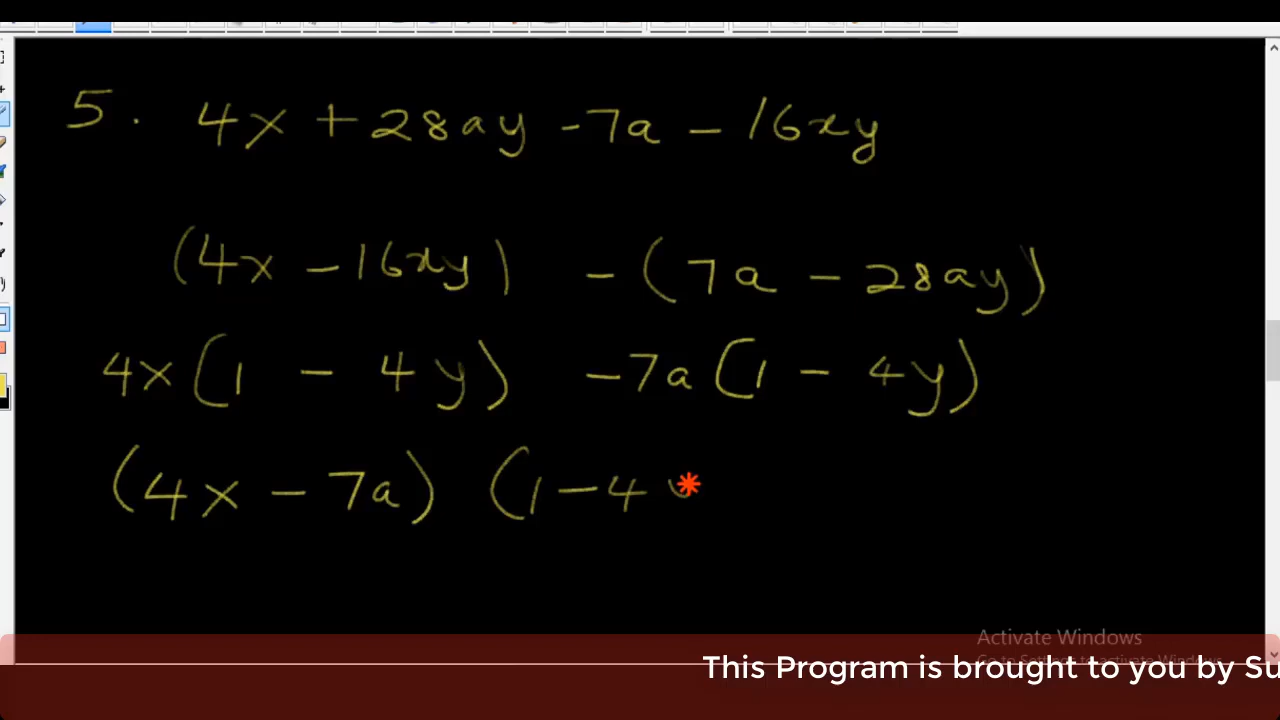 5. 4x + 28ay - 7a - 16xy
(4x - 16xy) - (7a - 28ay)
4x(1 - 4y) - 7a(1 - 4y)
(4x - 7a) (1 - 4
Activate Windows
This Program is brought to you by Su